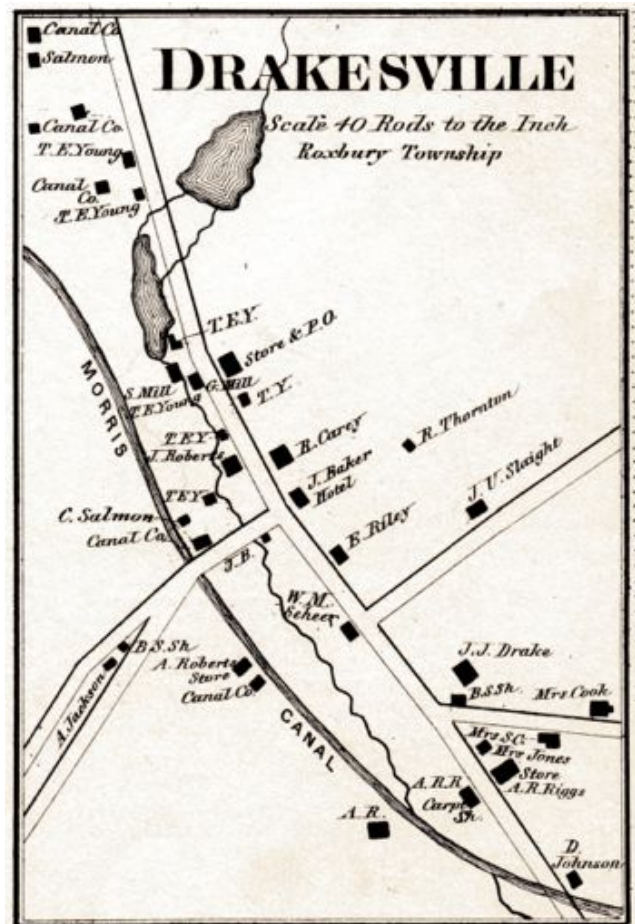 DRAKESVILLE
Scale 40 Rods to the Inch
Roxbury Township
Canal Co
Salmon
Canal Co.
T.E.Young
Canal
Co.
T.E.Young
T.E.Y.
Store & P.O.
S.Mill
G.Mill
T.E.Young
T.Y.
MORRIS
T.E.Y
J.Roberts
R.Carey
R.Thornton
J.Baker
Hotel
J.U.Slaight
T.E.Y
C.Salmon
Canal Co.
J.B.
E.Riley
W.M.
Scheer
B.S.Sh
A.Jackson
A.Roberts
Store
Canal Co.
CANAL
J.J.Drake
B.S.Sh
Mrs Cook
Mrs S.C.
Mrs Jones
Store
A.R.Riggs
A.R.R
Carpr
Sh.
A.R.
D.
Johnson